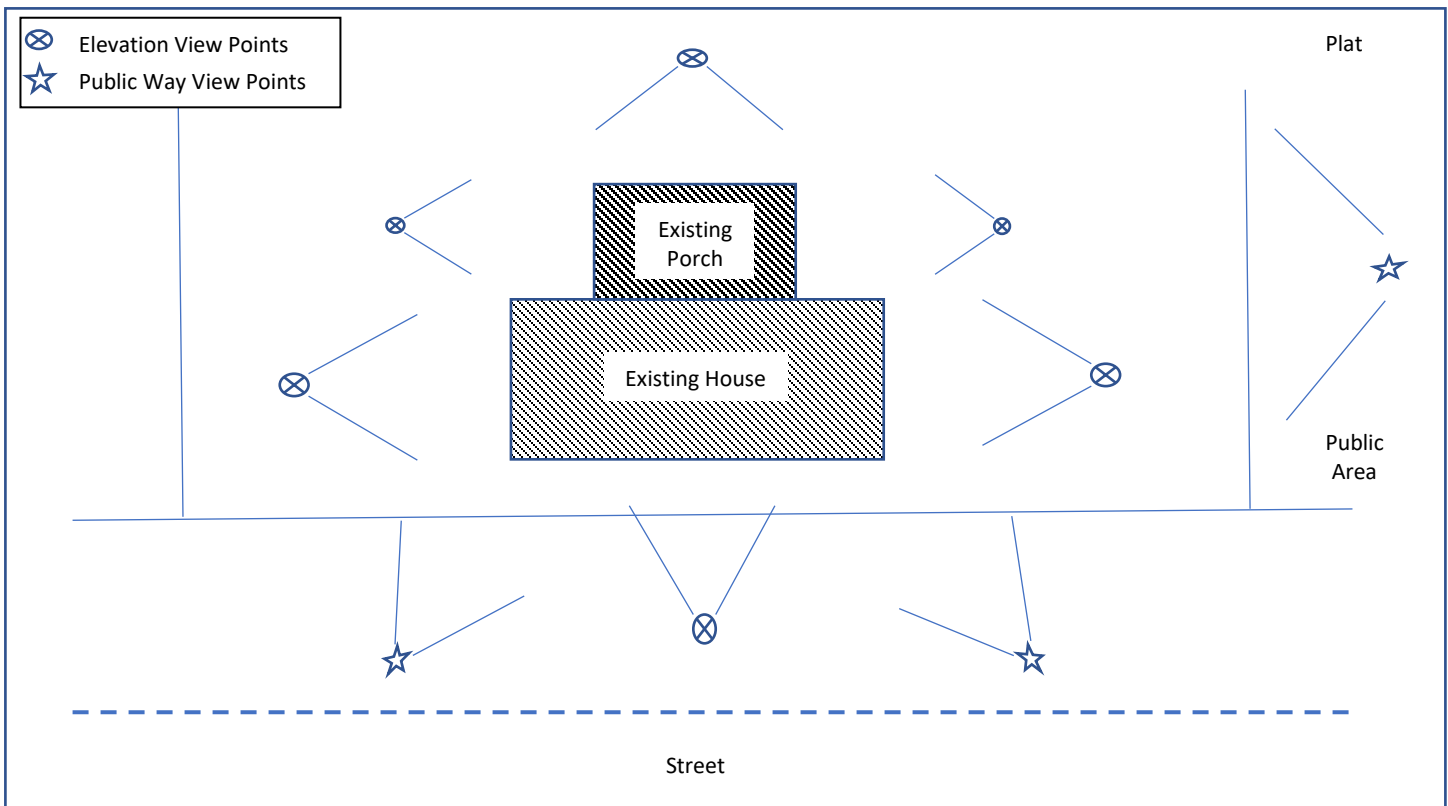 Elevation View Points
Public Way View Points
Plat
Existing
Porch
Existing House
Public
Area
Street